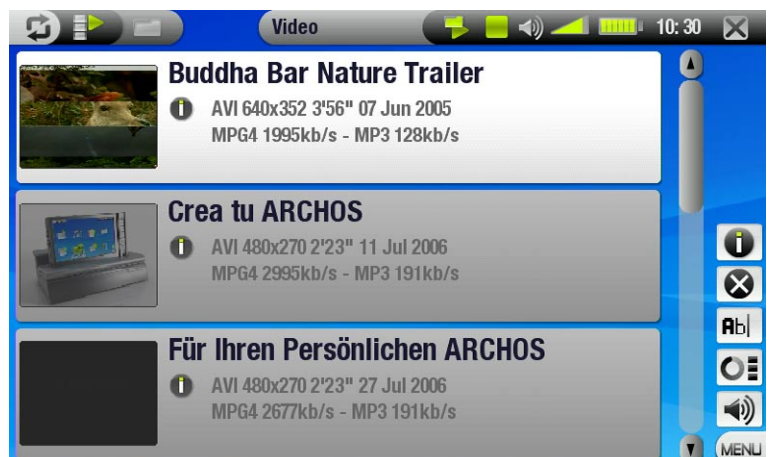 Video
10:30
Buddha Bar Nature Trailer
AVI 640x352 3'56" 07 Jun 2005
MPG4 1995kb/s - MP3 128kb/s
Crea tu ARCHOS
AVI 480x270 2'23" 11 Jul 2006
MPG4 2995kb/s - MP3 191kb/s
Für Ihren Persönlichen ARCHOS
AVI 480x270 2'23" 27 Jul 2006
MPG4 2677kb/s - MP3 191kb/s
Ab
MENU